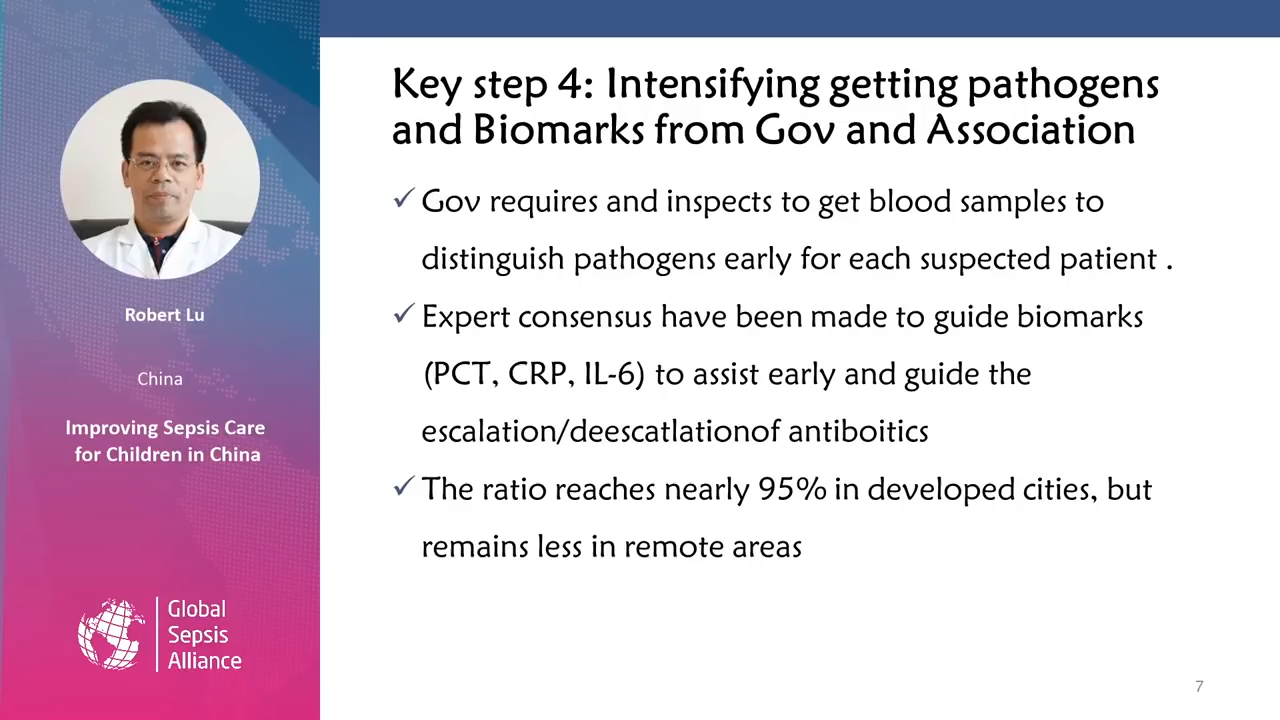 Robert Lu
China
Improving Sepsis Care
for Children in China
Global
Sepsis
Alliance
Key step 4: Intensifying getting pathogens
and Biomarks from Gov and Association
✓ Gov requires and inspects to get blood samples to
distinguish pathogens early for each suspected patient .
✓ Expert consensus have been made to guide biomarks
(PCT, CRP, IL-6) to assist early and guide the
escalation/deescatlationof antiboitics
✓ The ratio reaches nearly 95% in developed cities, but
remains less in remote areas
7